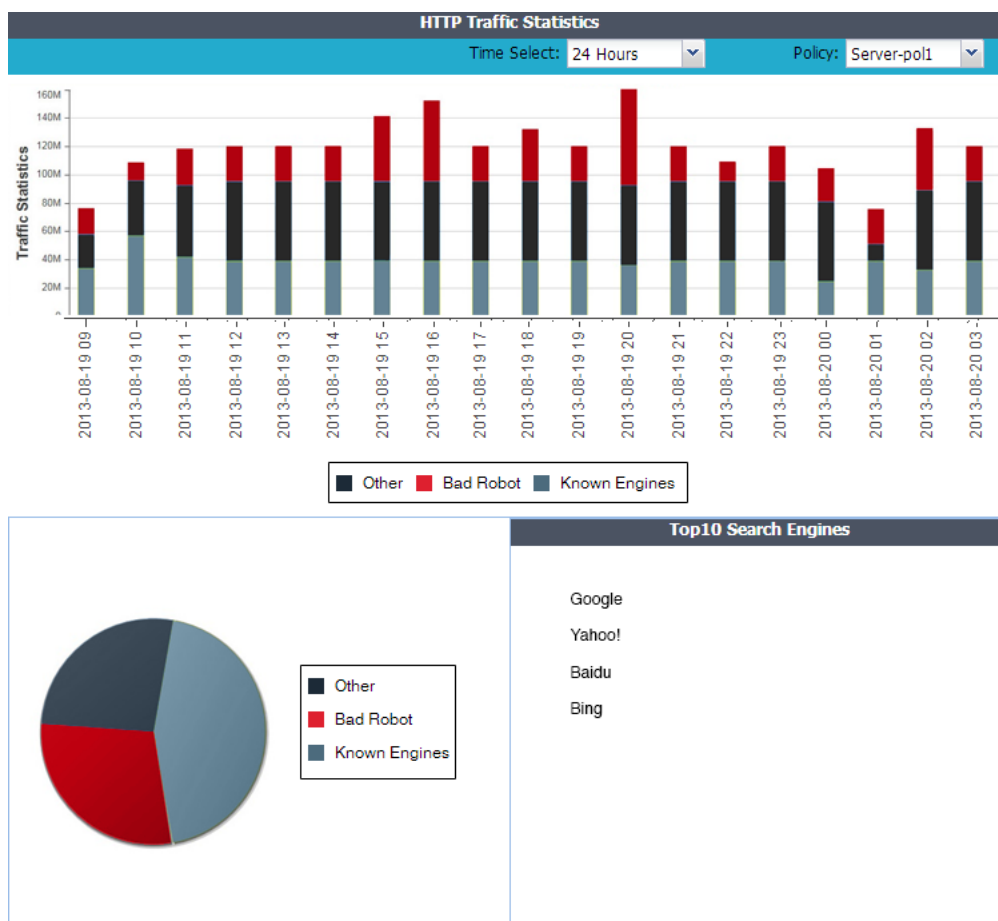 HTTP Traffic Statistics
Time Select: 24 Hours Policy: Server-pol1
Traffic Statistics
160M
140M
120M
100M
80M
60M
40M
20M
2013-08-19 09
2013-08-19 10
2013-08-19 11
2013-08-19 12
2013-08-19 13
2013-08-19 14
2013-08-19 15
2013-08-19 16
2013-08-19 17
2013-08-19 18
2013-08-19 19
2013-08-19 20
2013-08-19 21
2013-08-19 22
2013-08-19 23
2013-08-20 00
2013-08-20 01
2013-08-20 02
2013-08-20 03
Other Bad Robot Known Engines
Other
Bad Robot
Known Engines
Top10 Search Engines
Google
Yahoo!
Baidu
Bing